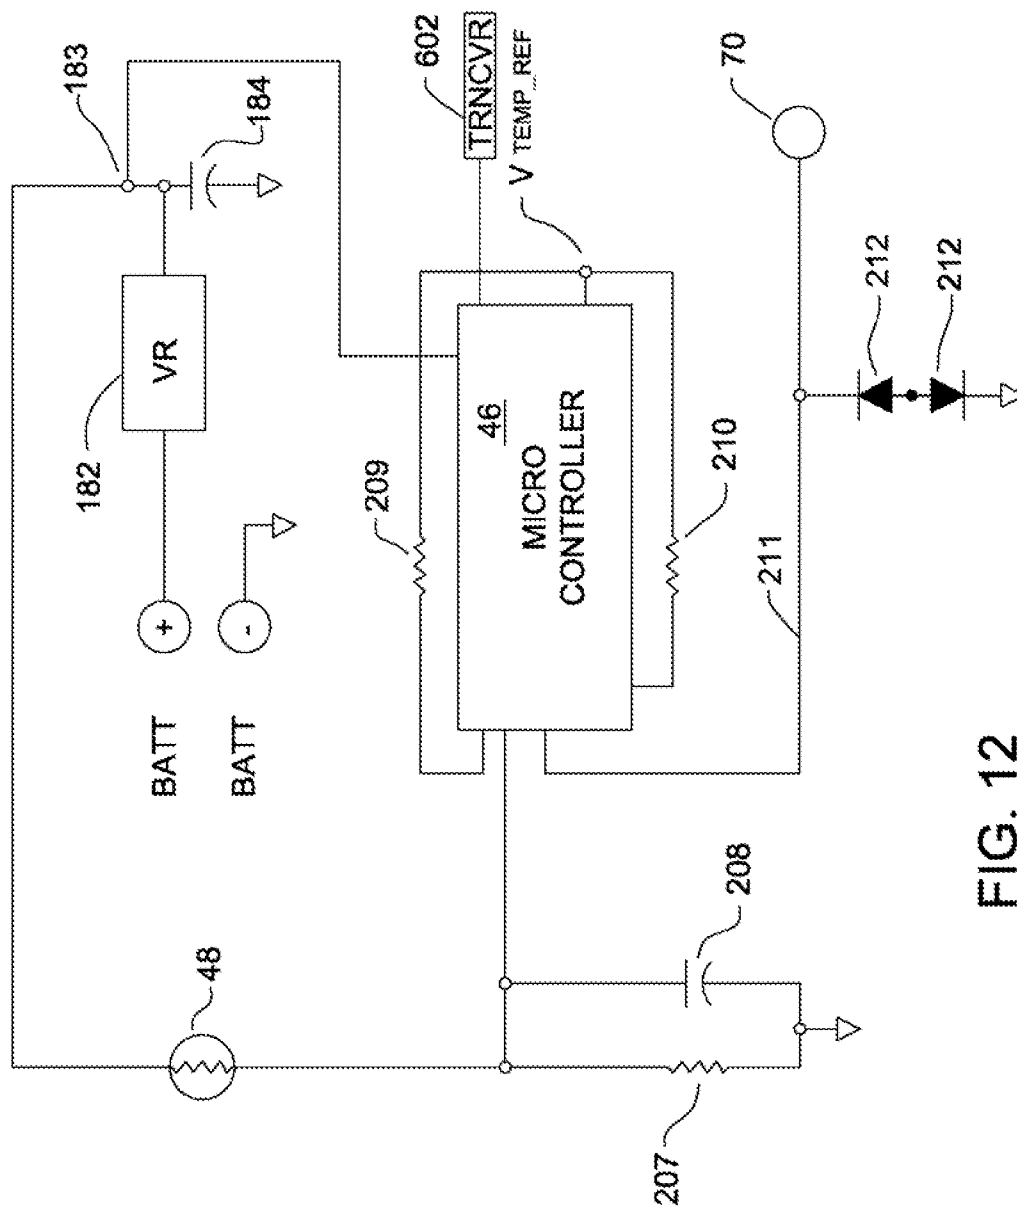 183
184
602
TRNCVR
V TEMP_REF
70
VR
182
212
212
46
MICRO
CONTROLLER
209
210
211
+
-
BATT
BATT
48
208
207
FIG. 12